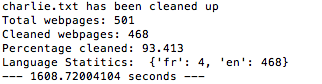 charlie.txt has been cleaned up
Total webpages: 501
Cleaned webpages: 468
Percentage cleaned: 93.413
Language Statitics:  {'fr': 4, 'en': 468}
--- 1608.72004104 seconds ---